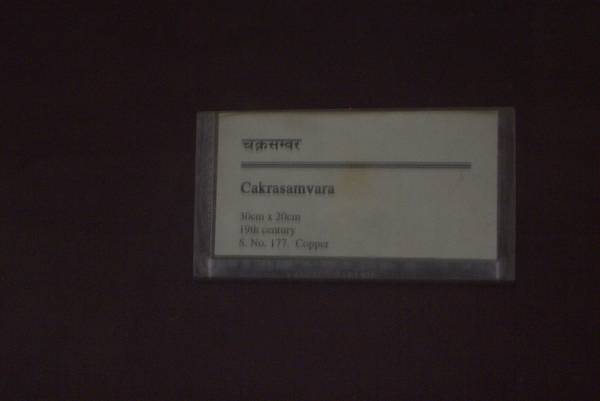 चक्रसम्वर
Cakrasamvara
30cm x 20cm
19th century
S. No. 177. Copper